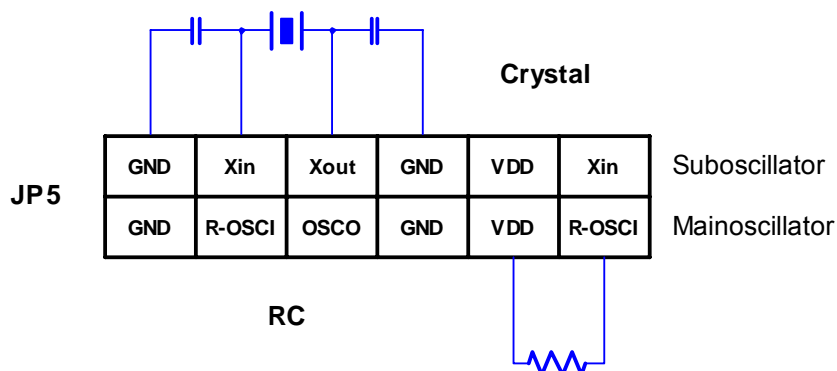 Crystal
JP5
GND Xin Xout GND VDD Xin Suboscillator
GND R-OSCI OSCO GND VDD R-OSCI Mainoscillator
RC